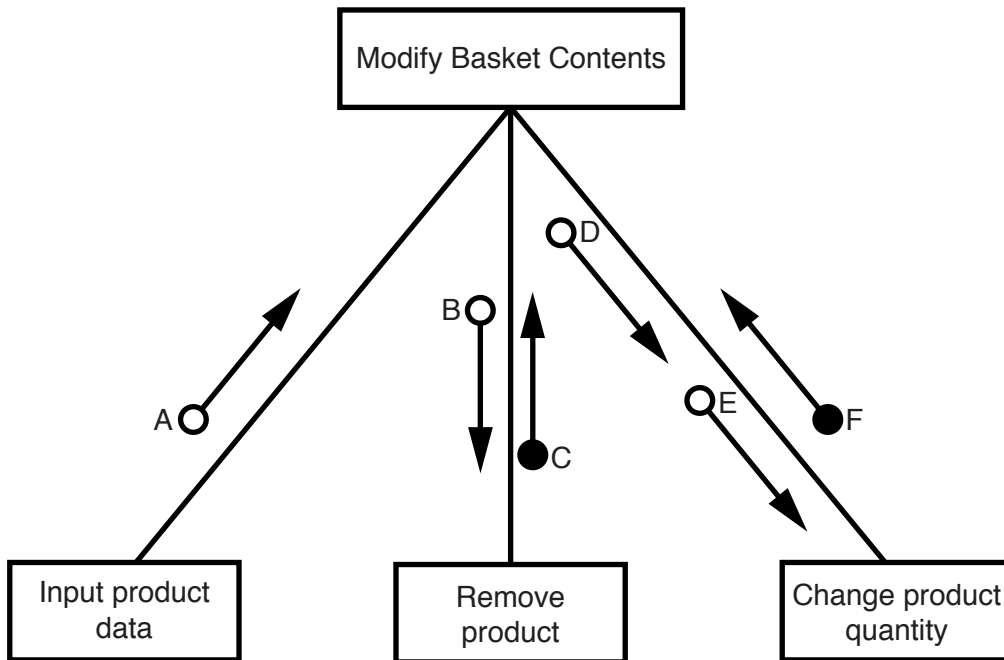 Modify Basket Contents
D
B
E
A
F
C
Input product
data
Remove
product
Change product
quantity